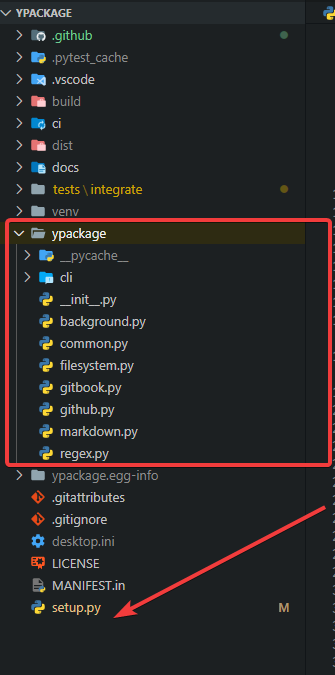 YPACKAGE
.github
.pytest_cache
.vscode
build
ci
dist
docs
tests \ integrate
venv
ypackage
__pycache__
cli
__init__.py
background.py
common.py
filesystem.py
gitbook.py
github.py
markdown.py
regex.py
ypackage.egg-info
.gitattributes
.gitignore
desktop.ini
LICENSE
MANIFEST.in
setup.py M